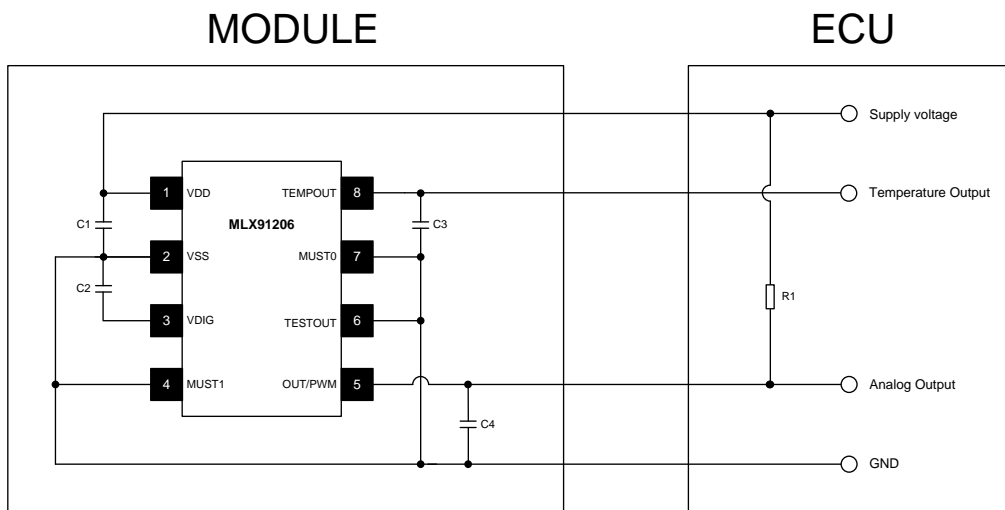 MODULE
ECU
Supply voltage
1 VDD
TEMPOUT 8
Temperature Output
C1
MLX91206
C3
2 VSS
MUST0 7
C2
R1
3 VDIG
TESTOUT 6
4 MUST1
OUT/PWM 5
Analog Output
C4
GND